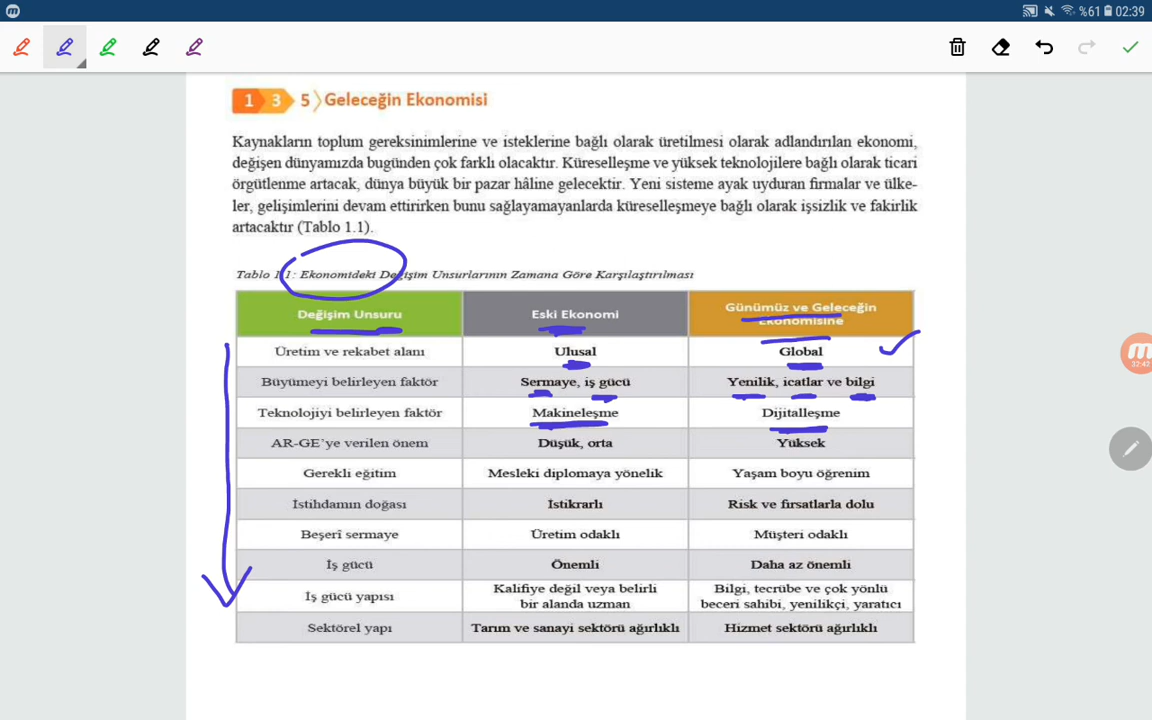 %61 02:39
1 3 5 Geleceğin Ekonomisi
Kaynakların toplum gereksinimlerine ve isteklerine bağlı olarak üretilmesi olarak adlandırılan ekonomi,
değişen dünyamızda bugünden çok farklı olacaktır. Küreselleşme ve yüksek teknolojilere bağlı olarak ticari
örgütlenme artacak, dünya büyük bir pazar hâline gelecektir. Yeni sisteme ayak uyduran firmalar ve ülke-
ler, gelişimlerini devam ettirirken bunu sağlayamayanlarda küreselleşmeye bağlı olarak işsizlik ve fakirlik
artacaktır (Tablo 1.1).
Tablo 1.1: Ekonomideki Değişim Unsurlarının Zamana Göre Karşılaştırılması
Değişim Unsuru Eski Ekonomi Günümüz ve Geleceğin
Ekonomisine
Üretim ve rekabet alanı Ulusal Global
Büyümeyi belirleyen faktör Sermaye, iş gücü Yenilik, icatlar ve bilgi
Teknolojiyi belirleyen faktör Makineleşme Dijitalleşme
AR-GE'ye verilen önem Düşük, orta Yüksek
Gerekli eğitim Mesleki diplomaya yönelik Yaşam boyu öğrenim
İstihdamın doğası İstikrarlı Risk ve fırsatlarla dolu
Beşerî sermaye Üretim odaklı Müşteri odaklı
İş gücü Önemli Daha az önemli
İş gücü yapısı Kalifiye değil veya belirli bir alanda uzman Bilgi, tecrübe ve çok yönlü beceri sahibi, yenilikçi, yaratıcı
Sektörel yapı Tarım ve sanayi sektörü ağırlıklı Hizmet sektörü ağırlıklı
32:42